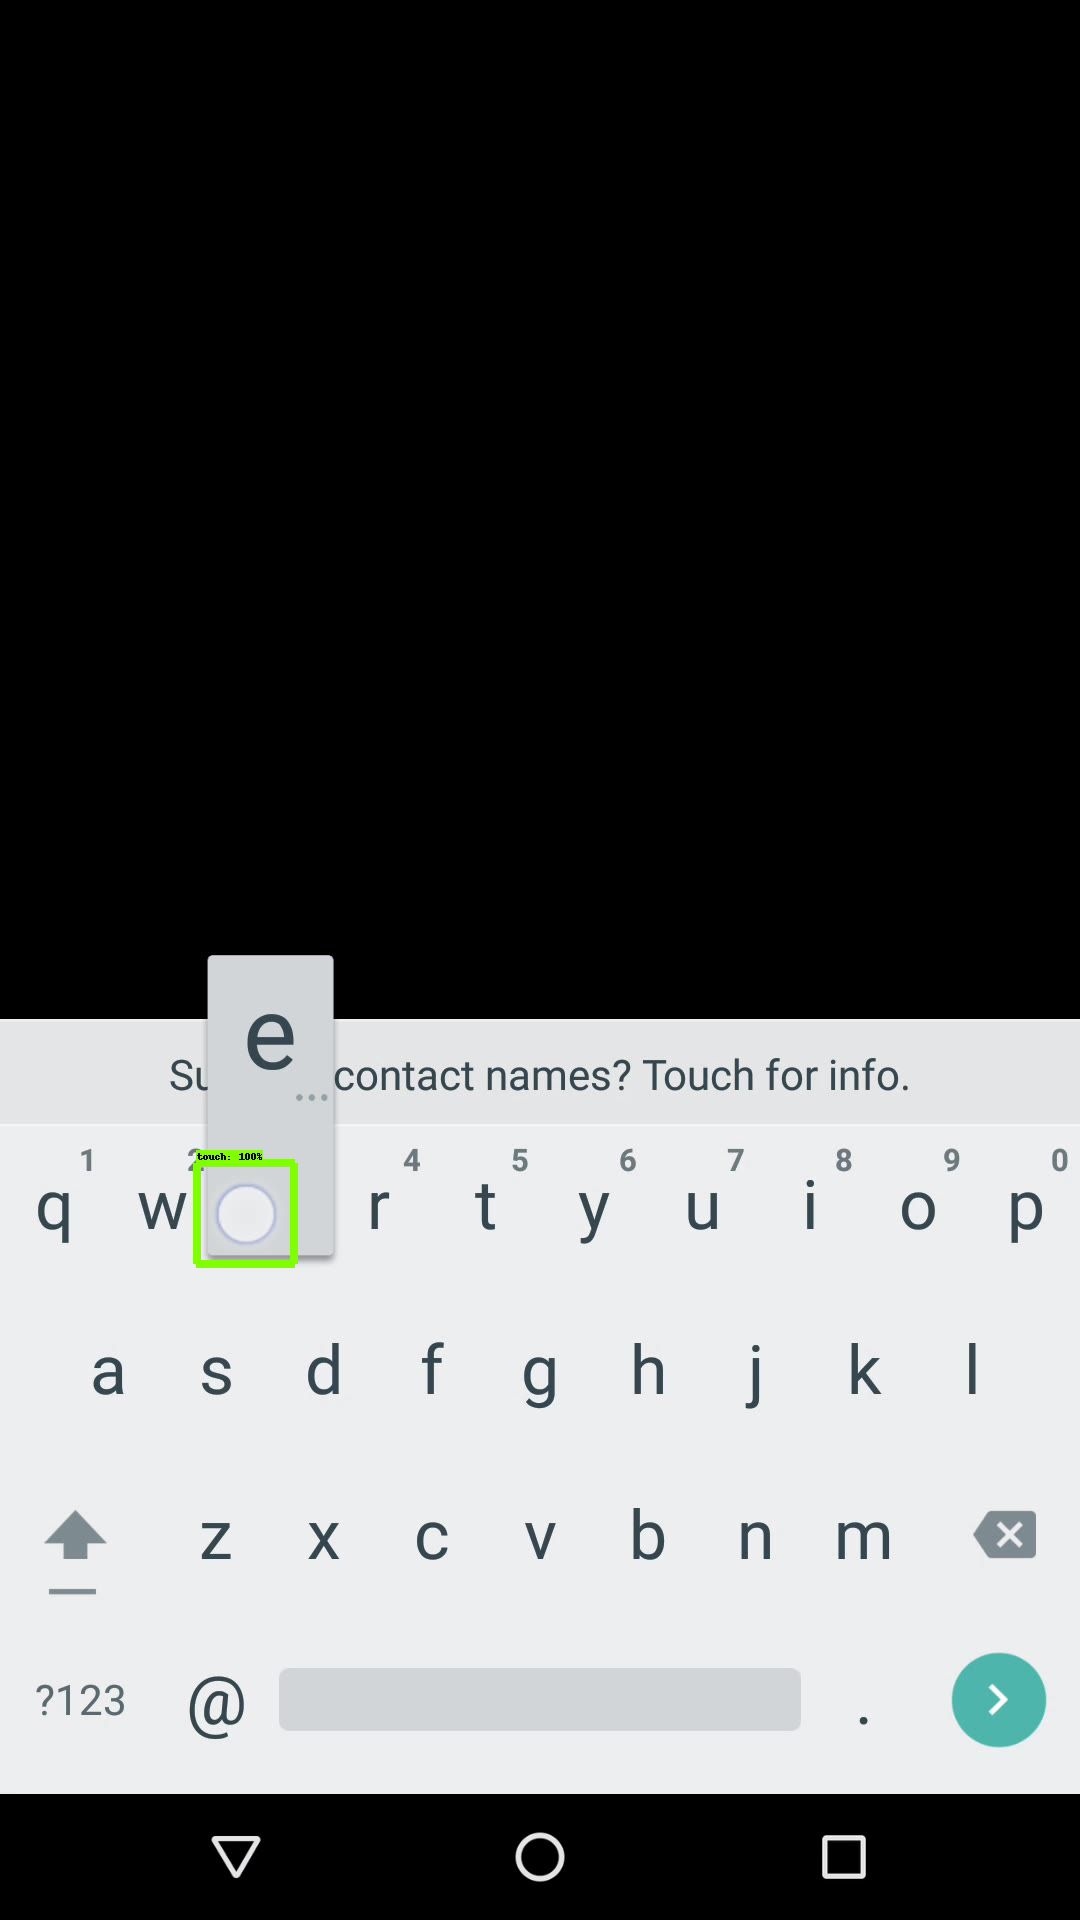 e
Su contact names? Touch for info.
1 2 4 5 6 7 8 9 0
touch: 100%
q w r t y u i o p
a s d f g h j k l
z x c v b n m
?123 @ .